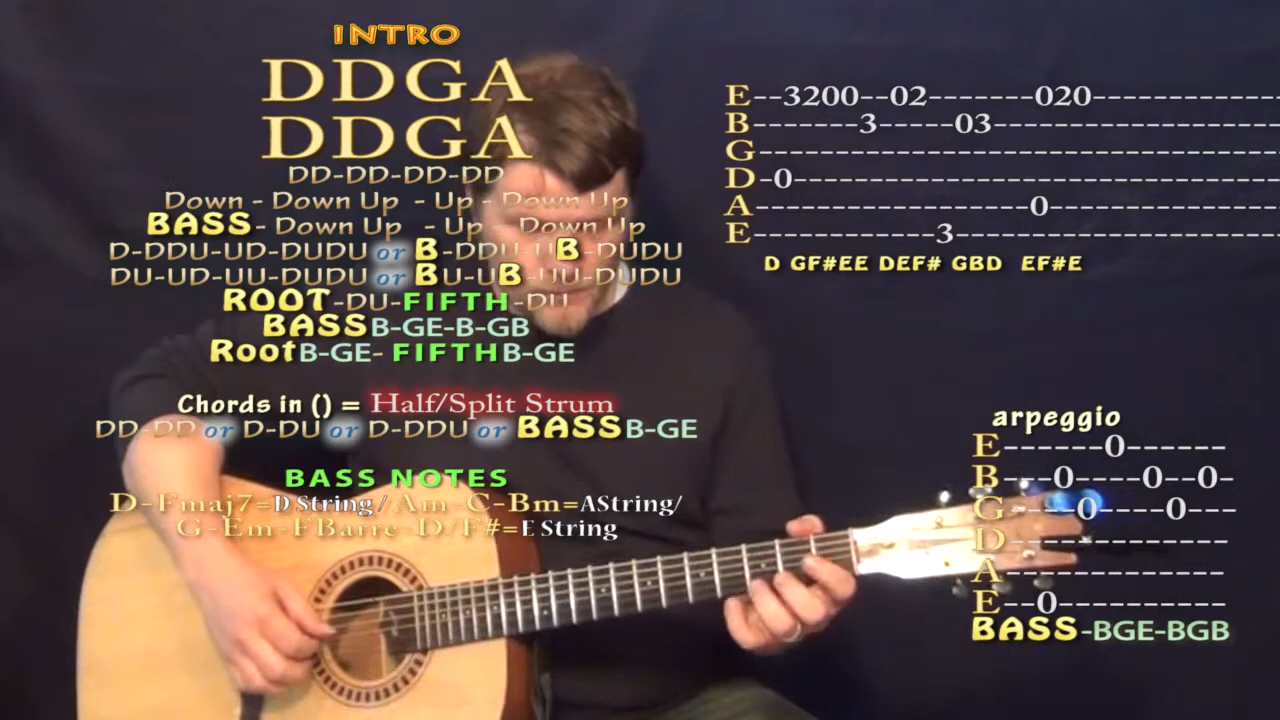 INTRO
DDGA
DDGA
DD-DD-DD-DD
Down - Down Up - Up - Down Up
BASS - Down Up - Up - Down Up
D-DDU-UD-DUDU or B-DDU-UB-DUDU
DU-UD-UU-DUDU or BU-UB-UU-DUDU
ROOT-DU-FIFTH-DU
BASSB-GE-B-GB
RootB-GE- FIFTHB-GE
Chords in () = Half/Split Strum
DD-DD or D-DU or D-DDU or BASSB-GE
BASS NOTES
D-Fmaj7=D String/Am-C-Bm=AString/
G-Em-FBarre-D/F#=E String
E--3200--02-------020------------
B-------3-----03------------------
G---------------------------------
D-0-------------------------------
A------------------0--------------
E------------3--------------------
D GF#EE DEF# GBD EF#E
arpeggio
E-------0------
B---0-----0--0-
G----0----0---
D--------------
A--------------
E--0----------
BASS-BGE-BGB